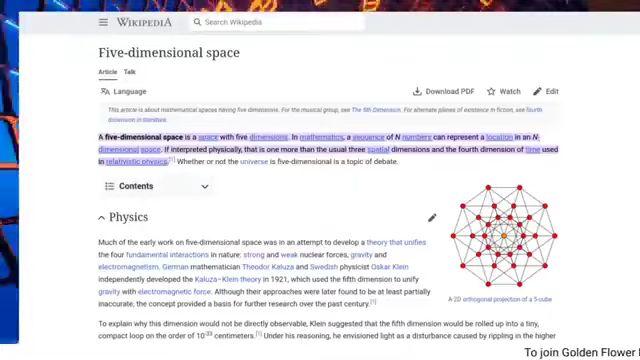 WIKIPEDIA
Search Wikipedia
Five-dimensional space
Article Talk
Language Download PDF Watch Edit
This article is about mathematical spaces having five dimensions. For the musical group, see The 5th Dimension. For alternate planes of existence in fiction, see fourth
dimension in literature.
A five-dimensional space is a space with five dimensions. In mathematics, a sequence of N numbers can represent a location in an N-
dimensional space. If interpreted physically, that is one more than the usual three spatial dimensions and the fourth dimension of time used
in relativistic physics.[1] Whether or not the universe is five-dimensional is a topic of debate.
Contents
Physics
Much of the early work on five-dimensional space was in an attempt to develop a theory that unifies
the four fundamental interactions in nature: strong and weak nuclear forces, gravity and
electromagnetism. German mathematician Theodor Kaluza and Swedish physicist Oskar Klein
independently developed the Kaluza–Klein theory in 1921, which used the fifth dimension to unify
gravity with electromagnetic force. Although their approaches were later found to be at least partially
inaccurate, the concept provided a basis for further research over the past century.[1]
A 2D orthogonal projection of a 5-cube
To explain why this dimension would not be directly observable, Klein suggested that the fifth dimension would be rolled up into a tiny,
compact loop on the order of 10-33 centimeters.[1] Under his reasoning, he envisioned light as a disturbance caused by rippling in the higher
To join Golden Flower